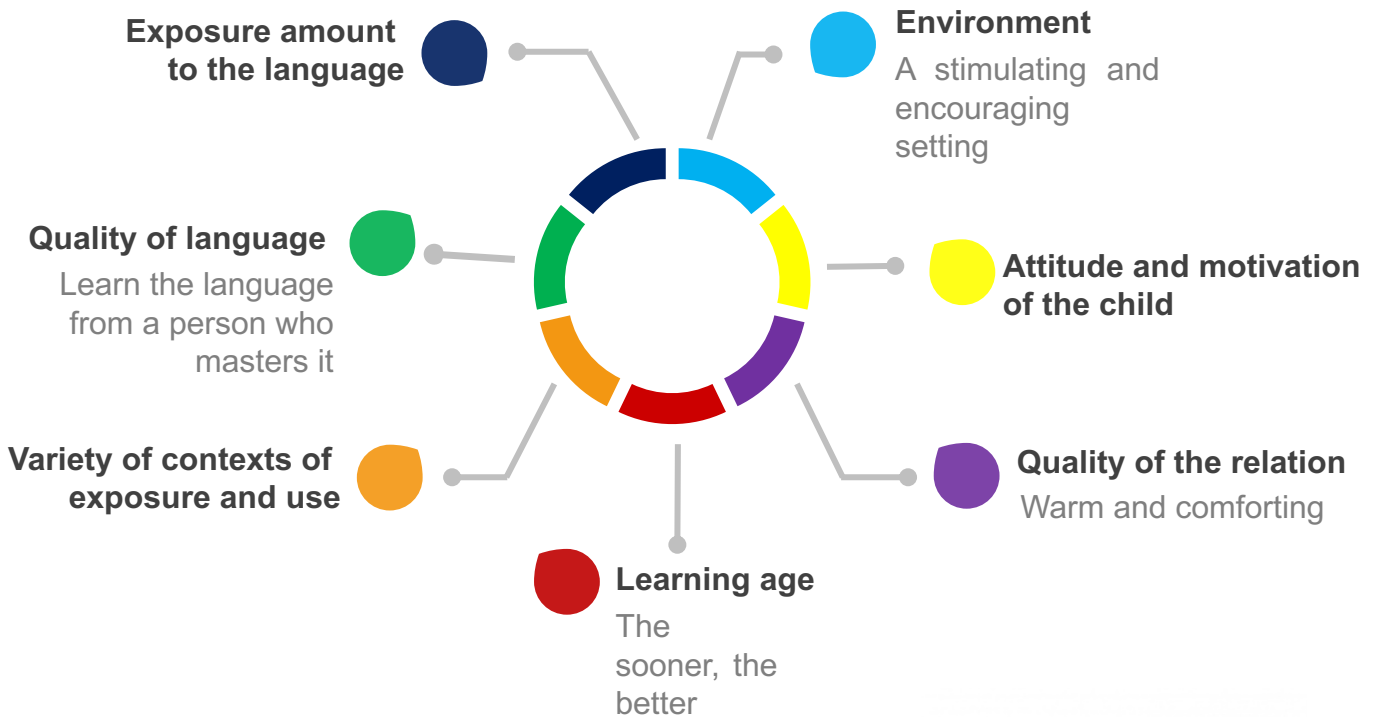 Exposure amount
to the language
Environment
A stimulating and
encouraging
setting
Quality of language
Learn the language
from a person who
masters it
Attitude and motivation
of the child
Variety of contexts of
exposure and use
Quality of the relation
Warm and comforting
Learning age
The
sooner, the
better